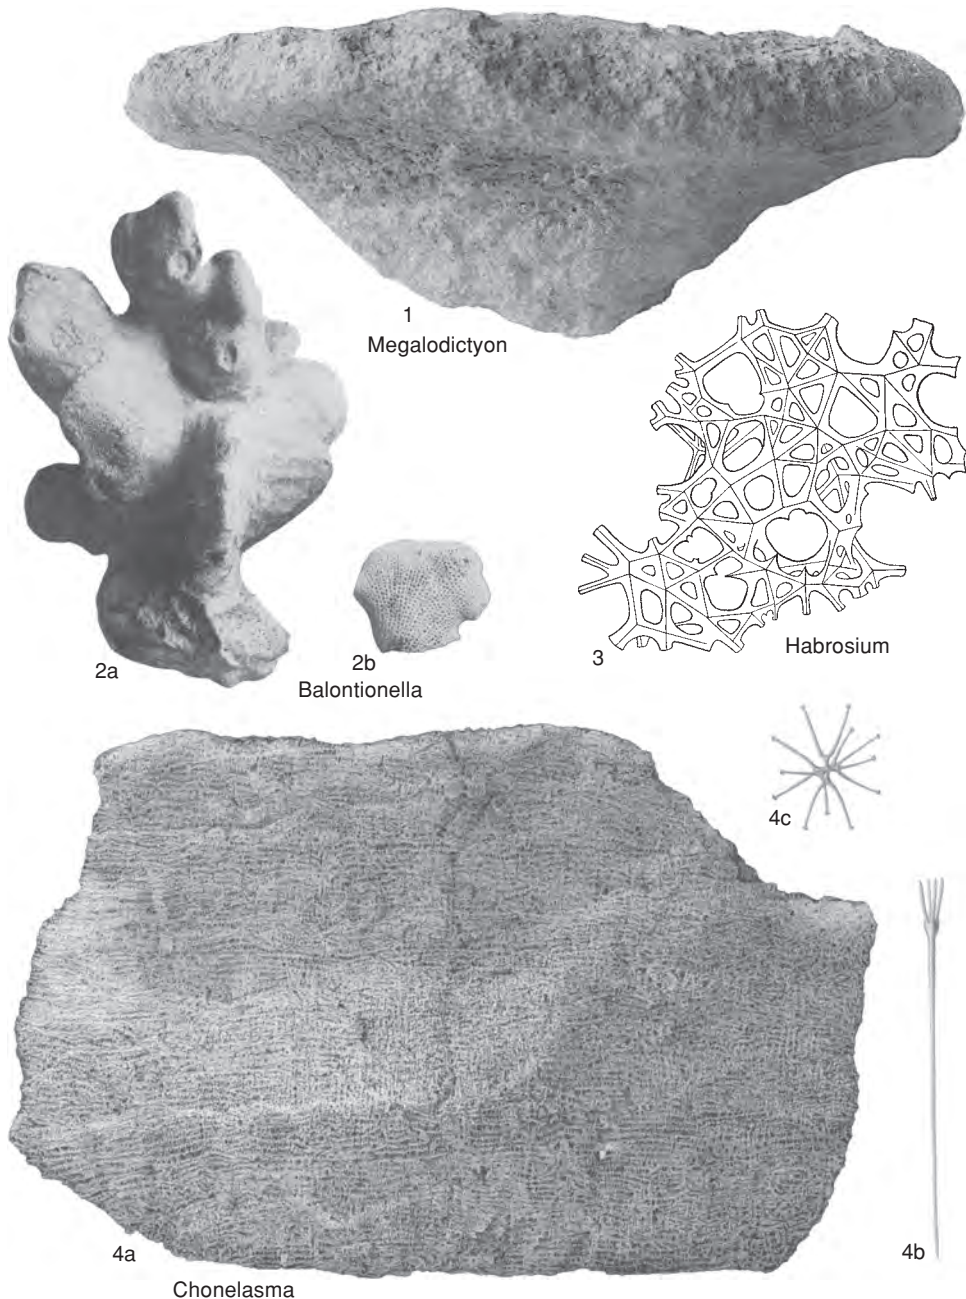 1
Megalodictyon
2a
2b
Balontionella
3
Habrosium
4c
4a
4b
Chonelasma